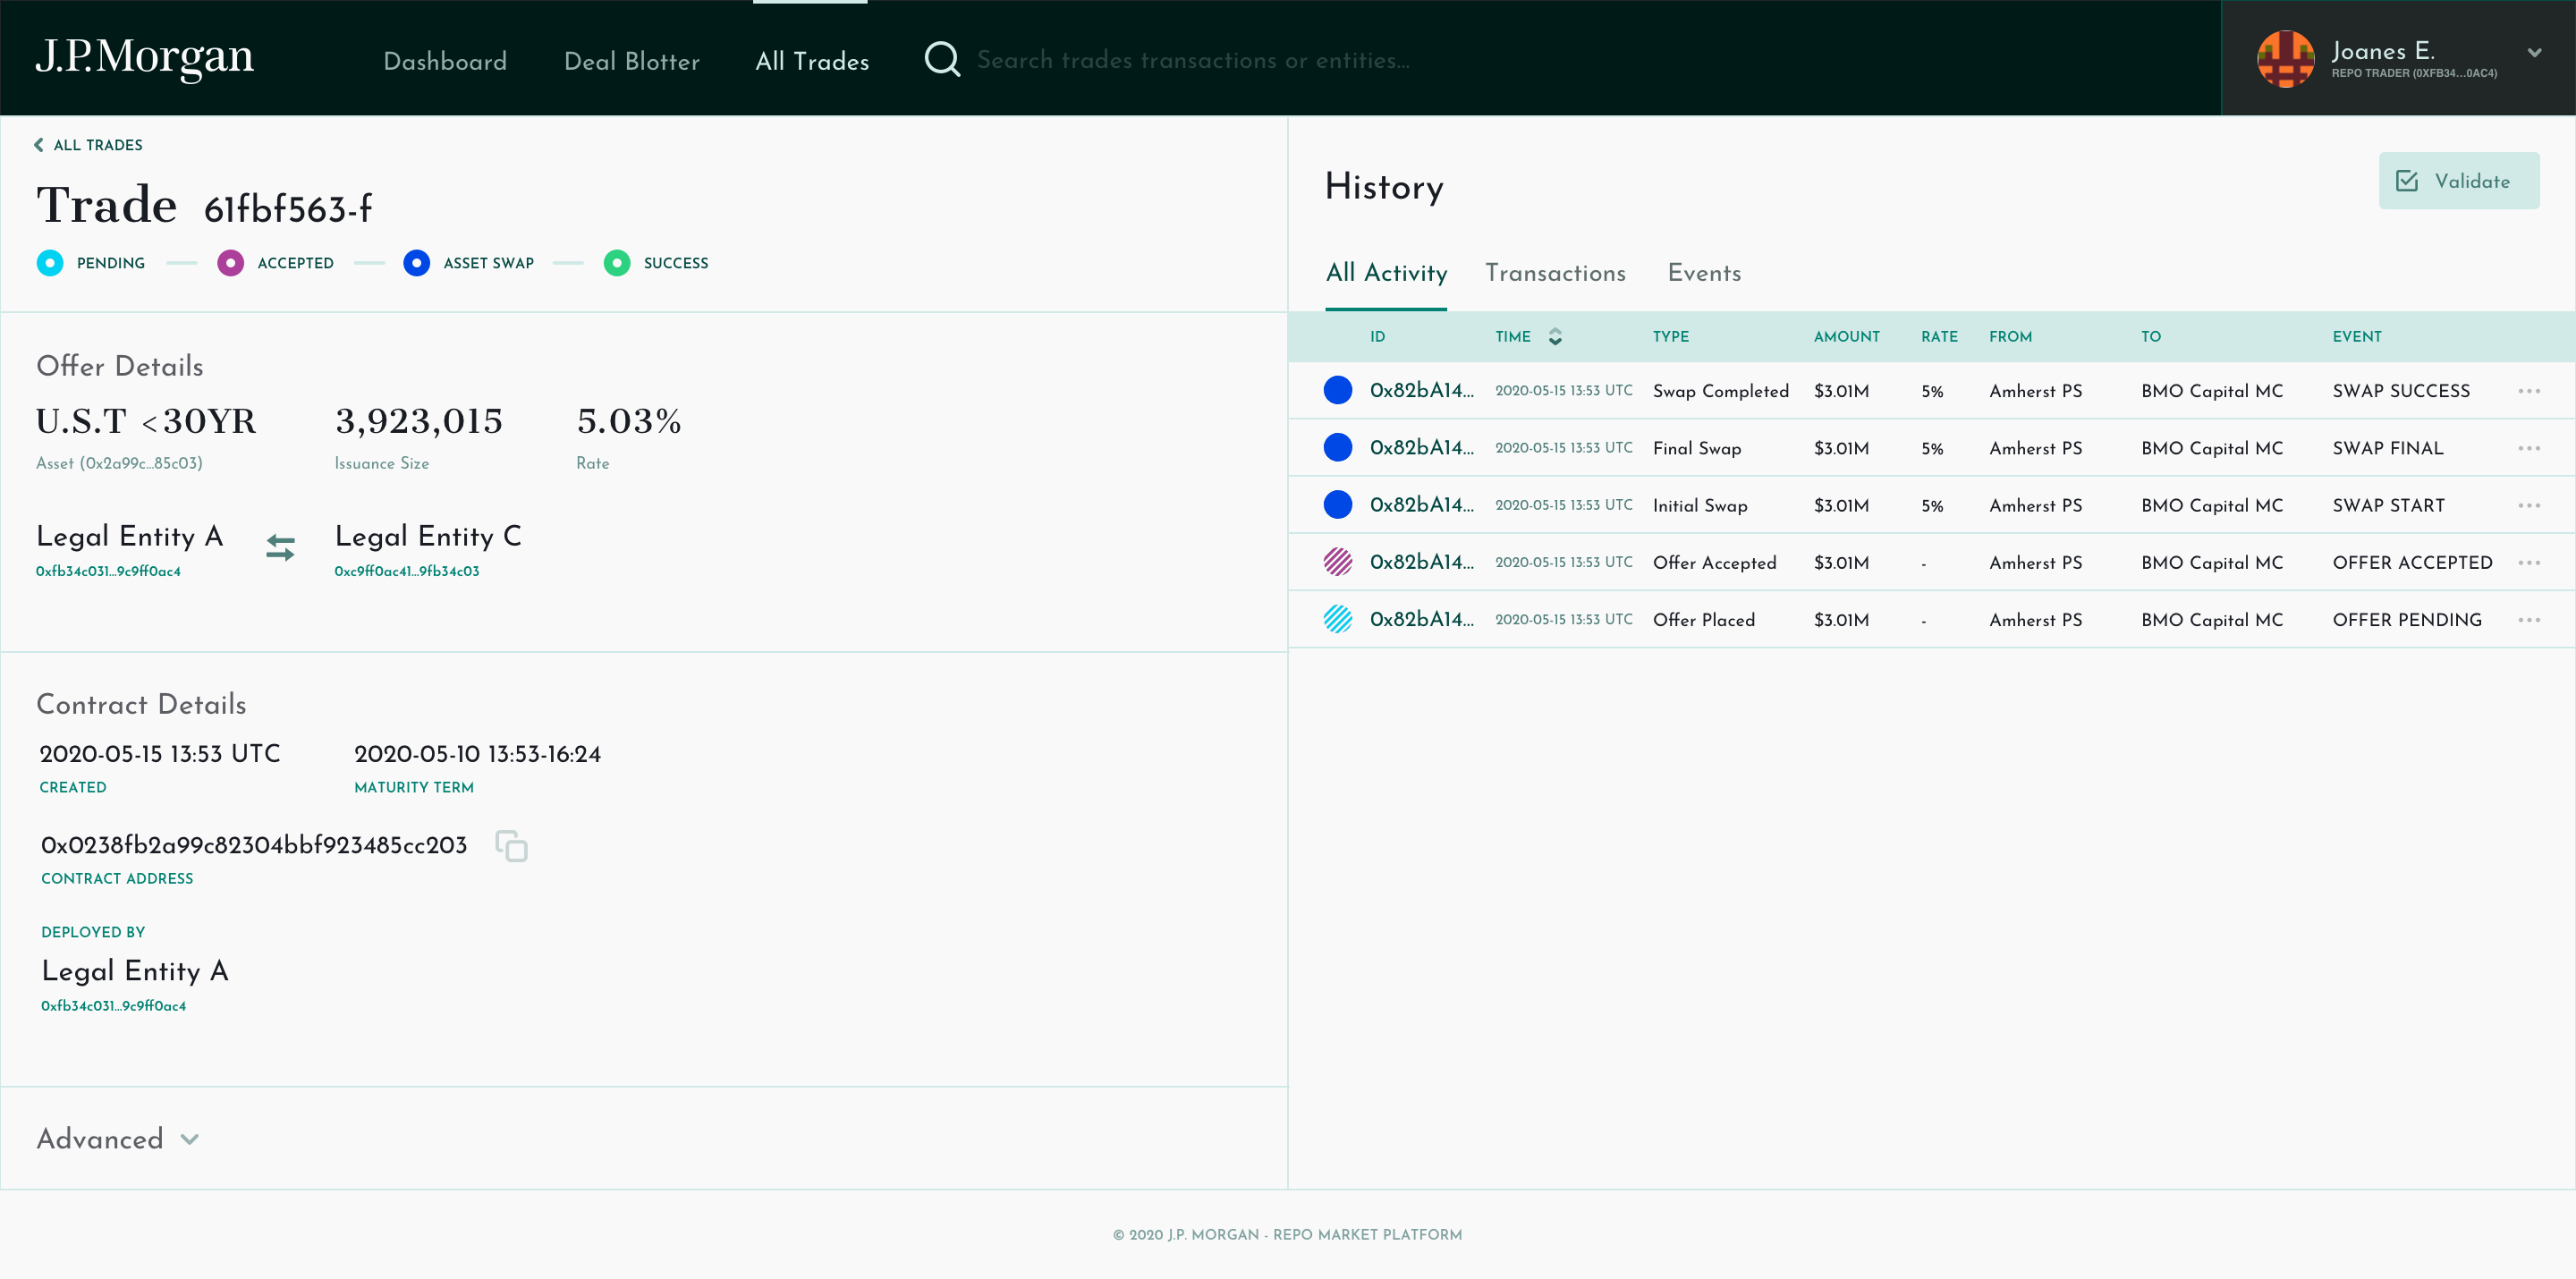 J.P.Morgan
Dashboard
Deal Blotter
All Trades
Search trades transactions or entities...
Joanes E.
REPO TRADER (0XFB34...0AC4)
ALL TRADES
Trade 61fbf563-f
PENDING
ACCEPTED
ASSET SWAP
SUCCESS
Offer Details
U.S.T <30YR
3,923,015
5.03%
Asset (0x2a99c...85c03)
Issuance Size
Rate
Legal Entity A
Legal Entity C
0xfb34c031...9c9ff0ac4
0xc9ff0ac41...9fb34c03
Contract Details
2020-05-15 13:53 UTC
2020-05-10 13:53-16:24
CREATED
MATURITY TERM
0x0238fb2a99c82304bbf923485cc203
CONTRACT ADDRESS
DEPLOYED BY
Legal Entity A
0xfb34c031...9c9ff0ac4
Advanced
History
Validate
All Activity
Transactions
Events
ID TIME TYPE AMOUNT RATE FROM TO EVENT
0x82bA14... 2020-05-15 13:53 UTC Swap Completed $3.01M 5% Amherst PS BMO Capital MC SWAP SUCCESS
0x82bA14... 2020-05-15 13:53 UTC Final Swap $3.01M 5% Amherst PS BMO Capital MC SWAP FINAL
0x82bA14... 2020-05-15 13:53 UTC Initial Swap $3.01M 5% Amherst PS BMO Capital MC SWAP START
0x82bA14... 2020-05-15 13:53 UTC Offer Accepted $3.01M - Amherst PS BMO Capital MC OFFER ACCEPTED
0x82bA14... 2020-05-15 13:53 UTC Offer Placed $3.01M - Amherst PS BMO Capital MC OFFER PENDING
© 2020 J.P. MORGAN - REPO MARKET PLATFORM